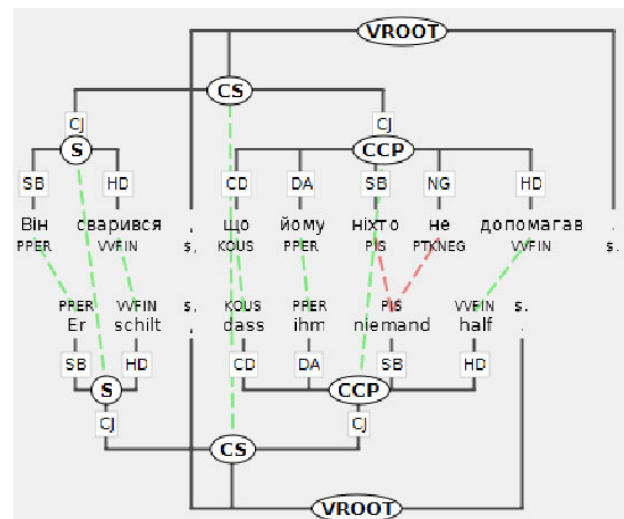 VROOT
CS
CJ CJ
S CCP
SB HD CD DA SB NG HD
Він сварився , що йому ніхто не допомагав .
PPER VVFIN $, KOUS PPER PIS PTKNEG VVFIN $.
PPER VVFIN $, KOUS PPER PIS VVFIN $.
Er schilt , dass ihm niemand half .
SB HD CD DA SB HD
S CCP
CJ CJ
CS
VROOT